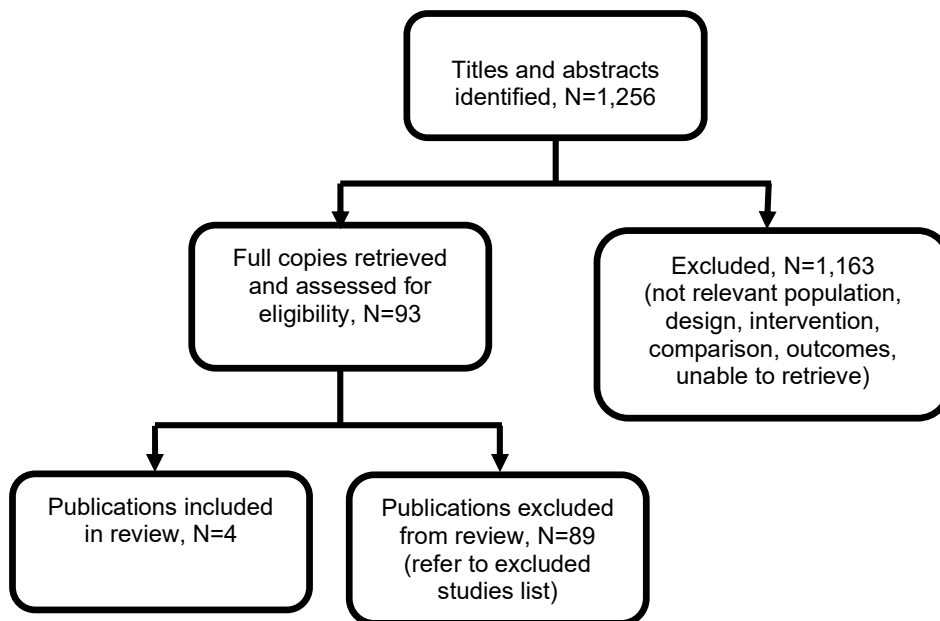 Titles and abstracts
identified, N=1,256
Full copies retrieved
and assessed for
eligibility, N=93
Excluded, N=1,163
(not relevant population,
design, intervention,
comparison, outcomes,
unable to retrieve)
Publications included
in review, N=4
Publications excluded
from review, N=89
(refer to excluded
studies list)